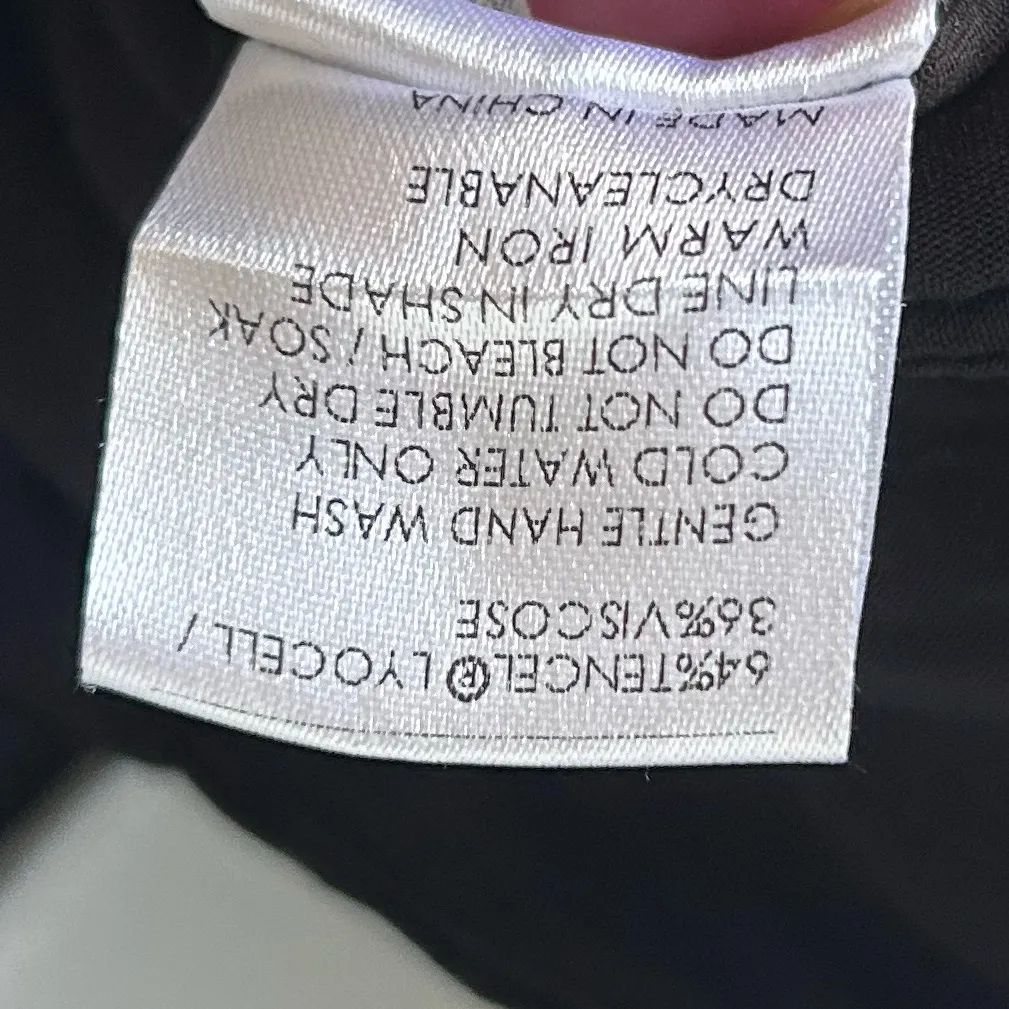 64%TENCEL® LYOCELL /
36%VISCOSE
GENTLE HAND WASH
COLD WATER ONLY
DO NOT TUMBLE DRY
DO NOT BLEACH / SOAK
LINE DRY IN SHADE
WARM IRON
DRYCLEANABLE
MADE IN CHINA